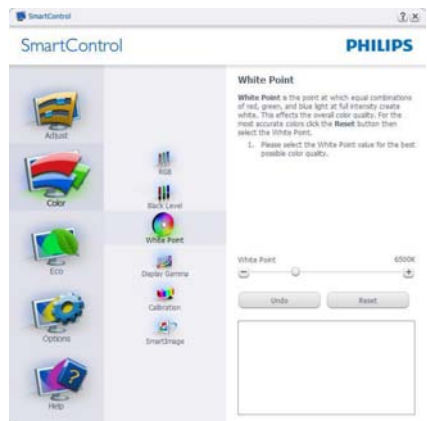 SmartControl
SmartControl
PHILIPS
Adjust
Color
Eco
Options
Help
RGB
Black Level
White Point
Display Gamma
Calibration
SmartImage
White Point
White Point is the point at which equal combinations
of red, green, and blue light at full intensity create
white. This effects the overall color quality. For the
most accurate colors click the Reset button then
select the White Point.
1. Please select the White Point value for the best
possible color quality.
White Point 6500K
Undo Reset